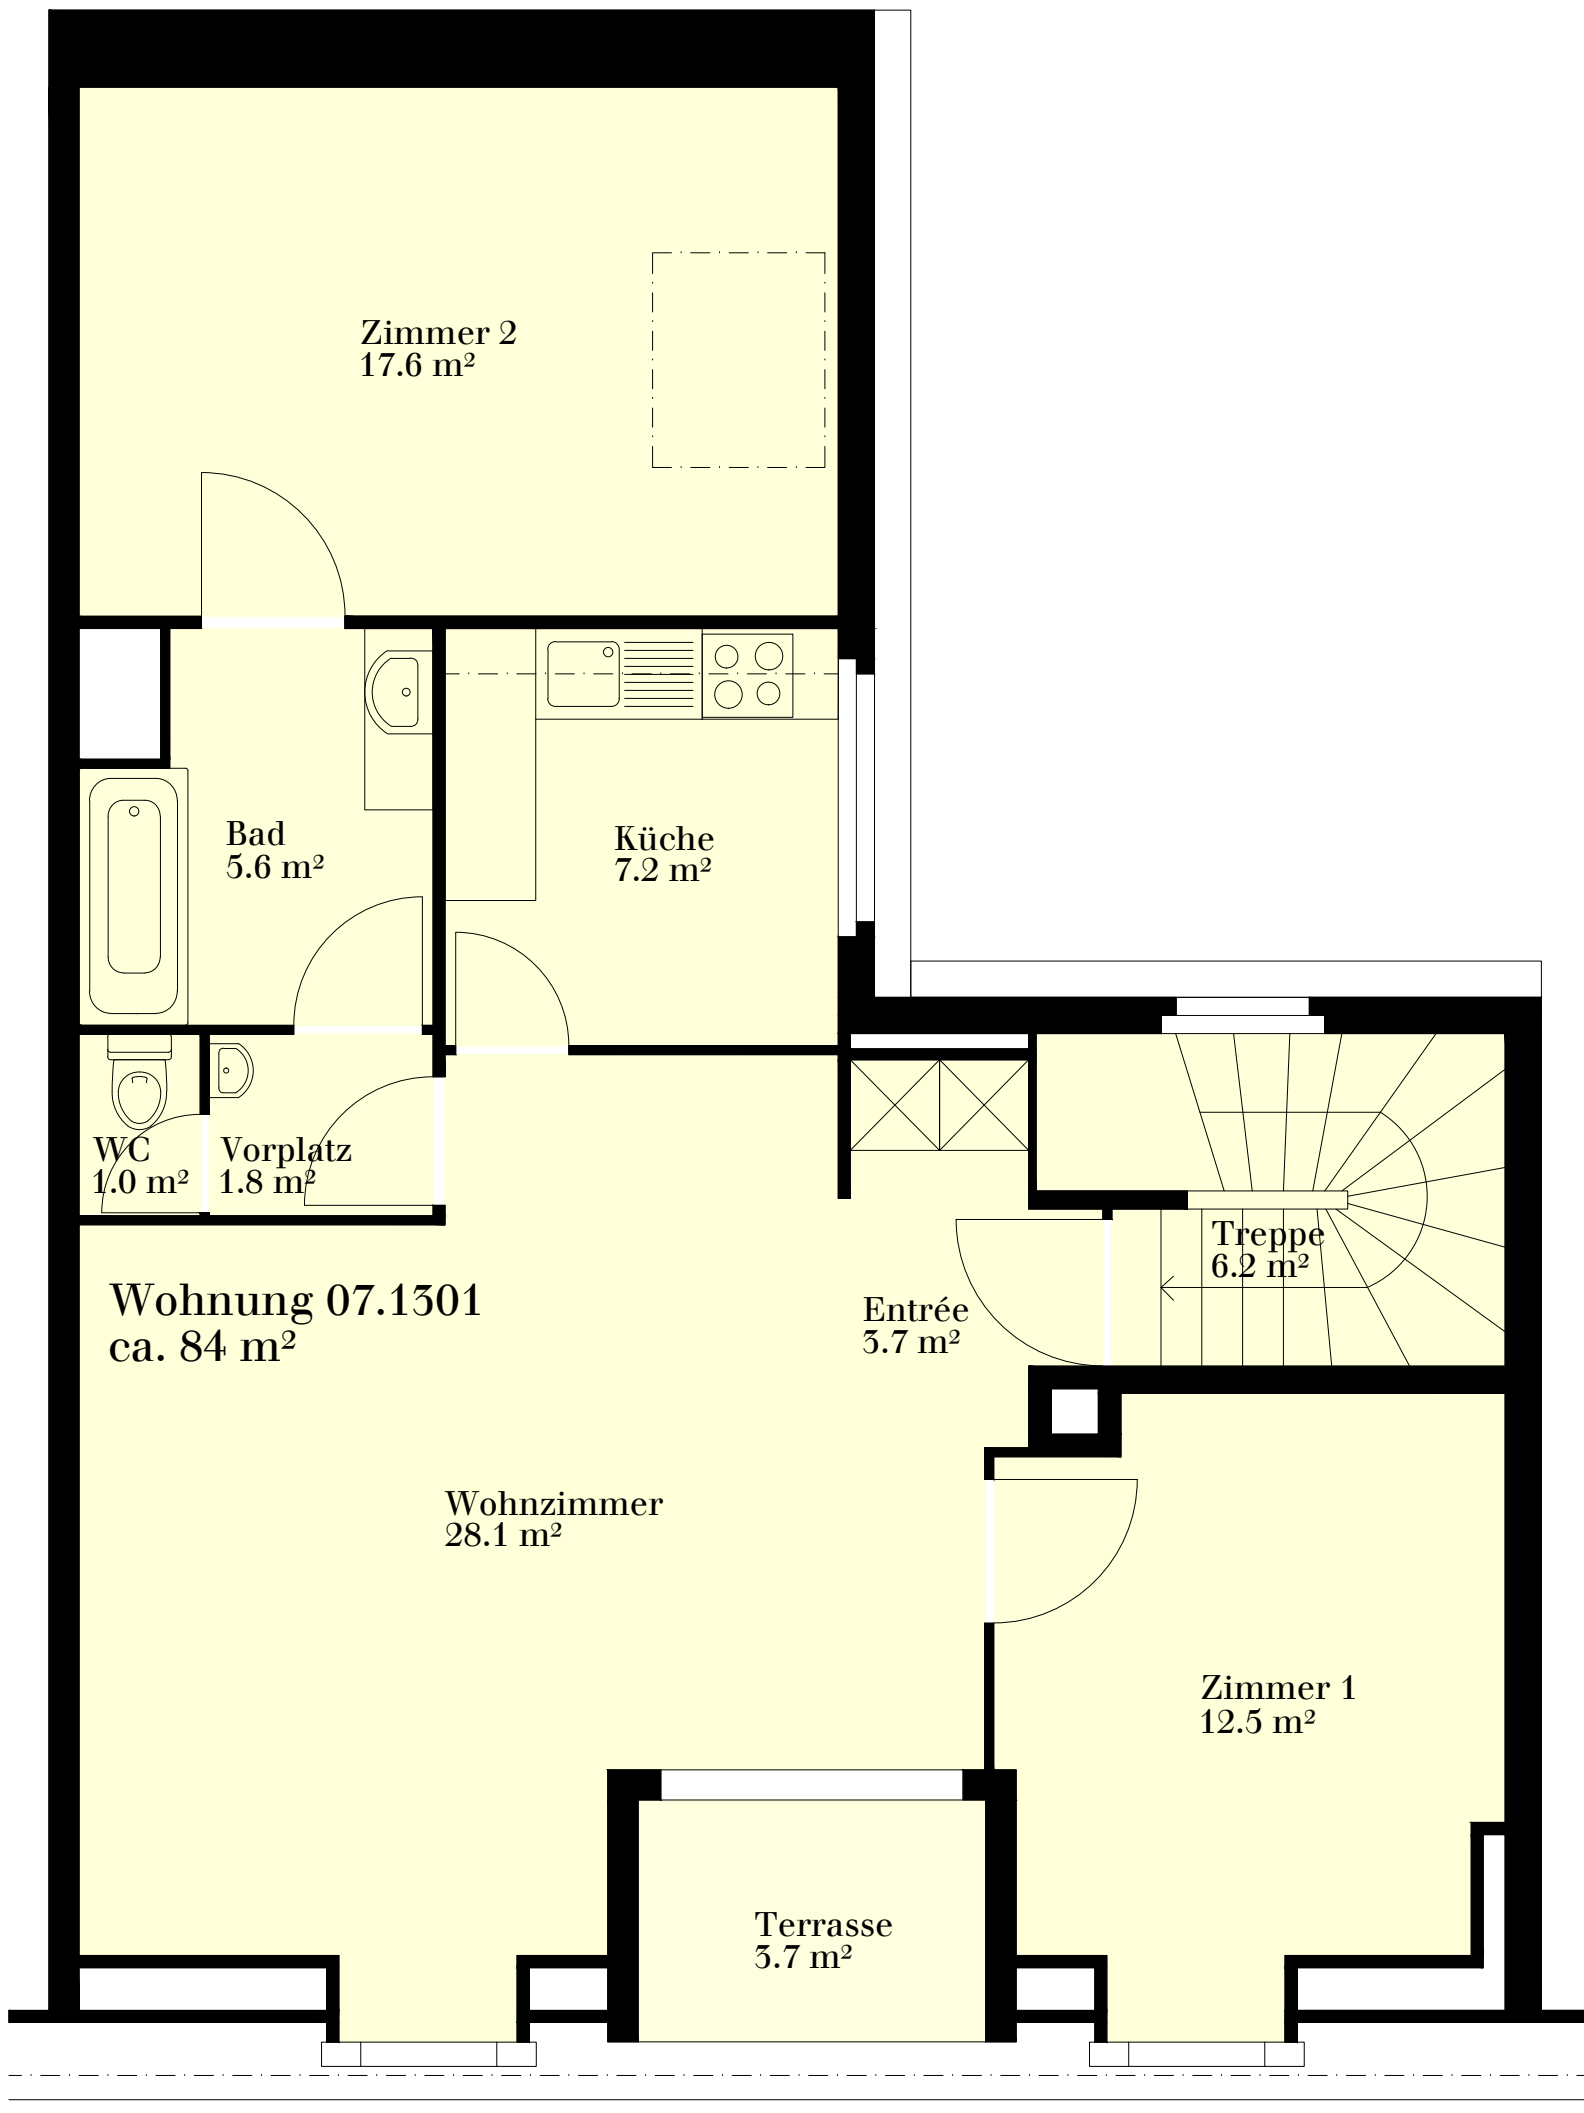 Zimmer 2
17.6 m²
Bad
5.6 m²
Küche
7.2 m²
WC
1.0 m²
Vorplatz
1.8 m²
Treppe
6.2 m²
Wohnung 07.1301
ca. 84 m²
Entrée
3.7 m²
Wohnzimmer
28.1 m²
Zimmer 1
12.5 m²
Terrasse
3.7 m²